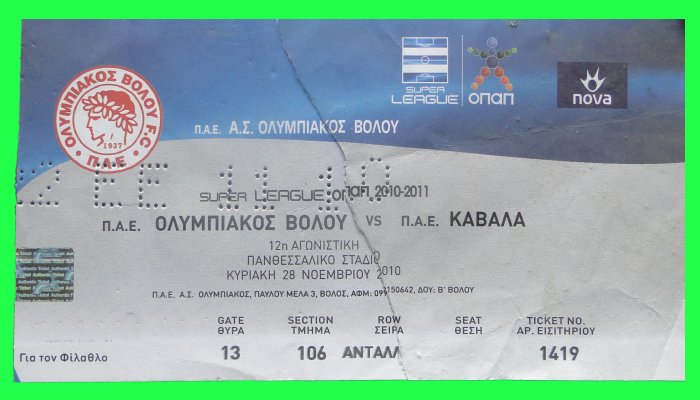 SUPER LEAGUE
ΟΠΑΠ
nova
ΟΛΥΜΠΙΑΚΟΣ ΒΟΛΟΥ F.C
1937
Π.Α.Ε
Π.Α.Ε. Α.Σ. ΟΛΥΜΠΙΑΚΟΣ ΒΟΛΟΥ
SUPER LEAGUE ΟΠΑΠ 2010-2011
Π.Α.Ε. ΟΛΥΜΠΙΑΚΟΣ ΒΟΛΟΥ VS Π.Α.Ε. ΚΑΒΑΛΑ
12η ΑΓΩΝΙΣΤΙΚΗ
ΠΑΝΘΕΣΣΑΛΙΚΟ ΣΤΑΔΙΟ
ΚΥΡΙΑΚΗ 28 ΝΟΕΜΒΡΙΟΥ 2010
Π.Α.Ε. Α.Σ. ΟΛΥΜΠΙΑΚΟΣ, ΠΑΥΛΟΥ ΜΕΛΑ 3, ΒΟΛΟΣ, ΑΦΜ: 099150642, ΔΟΥ: Β' ΒΟΛΟΥ
GATE SECTION ROW SEAT TICKET NO.
ΘΥΡΑ ΤΜΗΜΑ ΣΕΙΡΑ ΘΕΣΗ ΑΡ. ΕΙΣΙΤΗΡΙΟΥ
13 106 ΑΝΤΑΛΛ 1419
Για τον Φίλαθλο